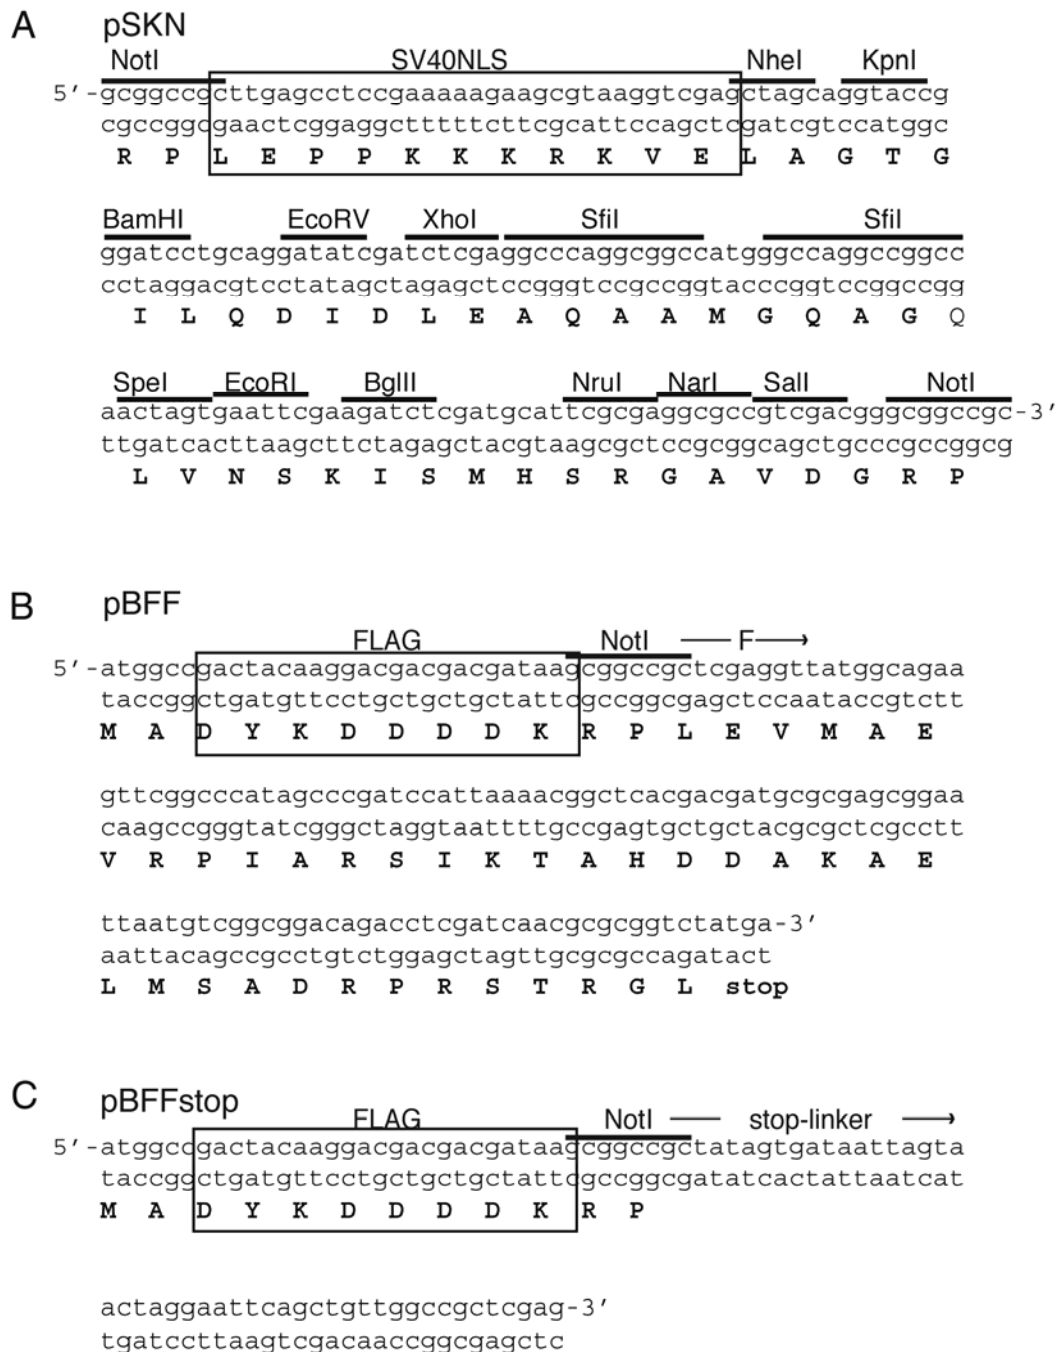 A pSKN
NotI SV40NLS NheI KpnI
5'-gcggccgcttgagcctccgaaaaagaagcgtaaggtcgagctagcaggtaccg
cgccggcgaactcggaggctttttcttcgcattccagctcgatcgtccatggc
R P L E P P K K K R K V E L A G T G
BamHI EcoRV XhoI SfiI SfiI
ggatcctgcaggatatcgatctcgaggcccaggcggccatgggccaggccggcc
cctaggacgtcctatagctagagctccgggtccgccggtacccggtccggccgg
I L Q D I D L E A Q A A M G Q A G Q
SpeI EcoRI BglII NruI NarI SalI NotI
aactagtgaattcgaagatctcgatgcattcgcgaggcgccgtcgacgggcggccgc-3'
ttgatcacttaagcttctagagctacgtaagcgctccgcggcagctgcccgccggcg
L V N S K I S M H S R G A V D G R P
B pBFF
FLAG NotI F
5'-atggccgactacaaggacgacgacgataagcggccgctcgaggttatggcagaa
taccggctgatgttcctgctgctgctattcgccggcgagctccaataccgtctt
M A D Y K D D D D K R P L E V M A E
gttcggcccatagcccgatccattaaaacggctcacgacgatgcgcgagcggaa
caagccgggtatcgggctaggtaattttgccgagtgctgctacgcgctcgcctt
V R P I A R S I K T A H D D A K A E
ttaatgtcggcggacagacctcgatcaacgcgcggtctatga-3'
aattacagccgcctgtctggagctagttgcgcgccagatact
L M S A D R P R S T R G L stop
C pBFFstop
FLAG NotI stop-linker
5'-atggccgactacaaggacgacgacgataagcggccgctatagtgataattagta
taccggctgatgttcctgctgctgctattcgccggcgatatcactattaatcat
M A D Y K D D D D K R P
actaggaattcagctgttggccgctcgag-3'
tgatccttaagtcgacaaccggcgagctc